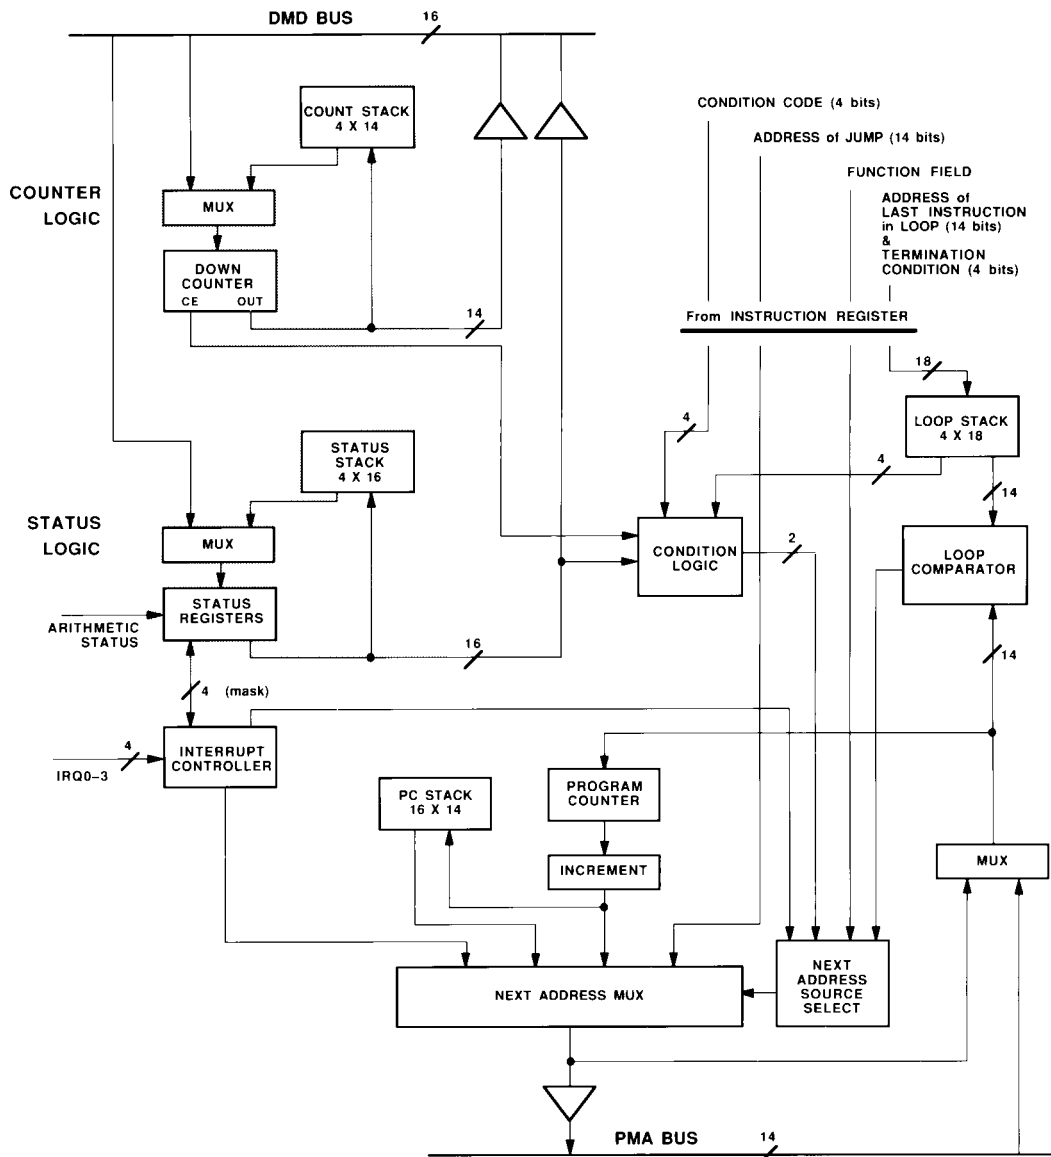 DMD BUS
16
COUNT STACK
4 X 14
CONDITION CODE (4 bits)
ADDRESS of JUMP (14 bits)
FUNCTION FIELD
ADDRESS of
LAST INSTRUCTION
in LOOP (14 bits)
&
TERMINATION
CONDITION (4 bits)
COUNTER
LOGIC
MUX
DOWN
COUNTER
CE OUT
14
From INSTRUCTION REGISTER
18
LOOP STACK
4 X 18
4
4
14
STATUS
STACK
4 X 16
STATUS
LOGIC
MUX
CONDITION
LOGIC
2
LOOP
COMPARATOR
STATUS
REGISTERS
ARITHMETIC
STATUS
16
14
4 (mask)
4
IRQ0-3
INTERRUPT
CONTROLLER
PC STACK
16 X 14
PROGRAM
COUNTER
INCREMENT
MUX
NEXT ADDRESS MUX
NEXT
ADDRESS
SOURCE
SELECT
PMA BUS
14